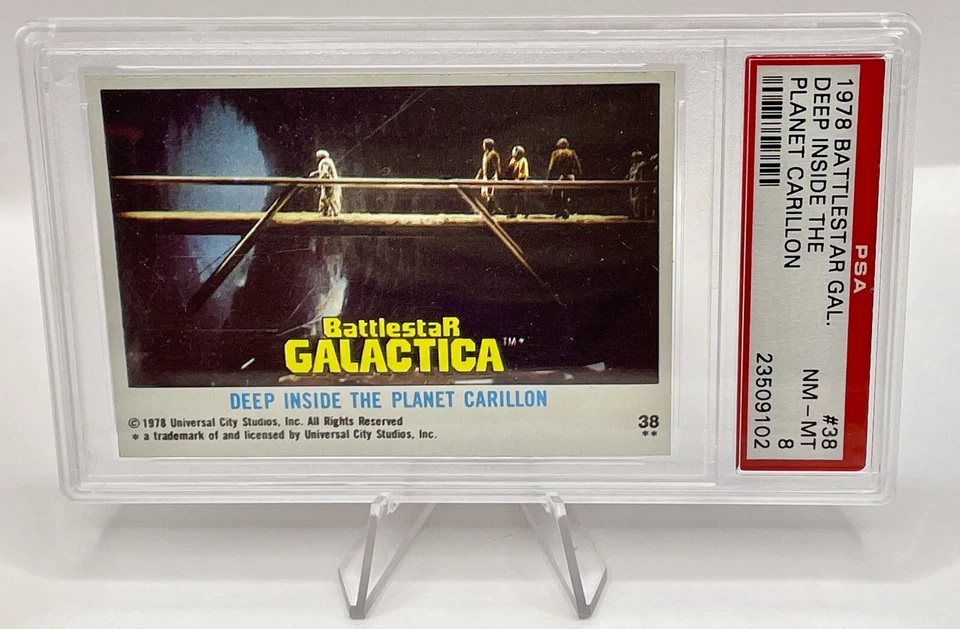 BattlestaR
GALACTICA ™*
DEEP INSIDE THE PLANET CARILLON
© 1978 Universal City Studios, Inc. All Rights Reserved
* a trademark of and licensed by Universal City Studios, Inc.
38
**
PSA
1978 BATTLESTAR GAL. #38
DEEP INSIDE THE NM – MT
PLANET CARILLON 8
23509102